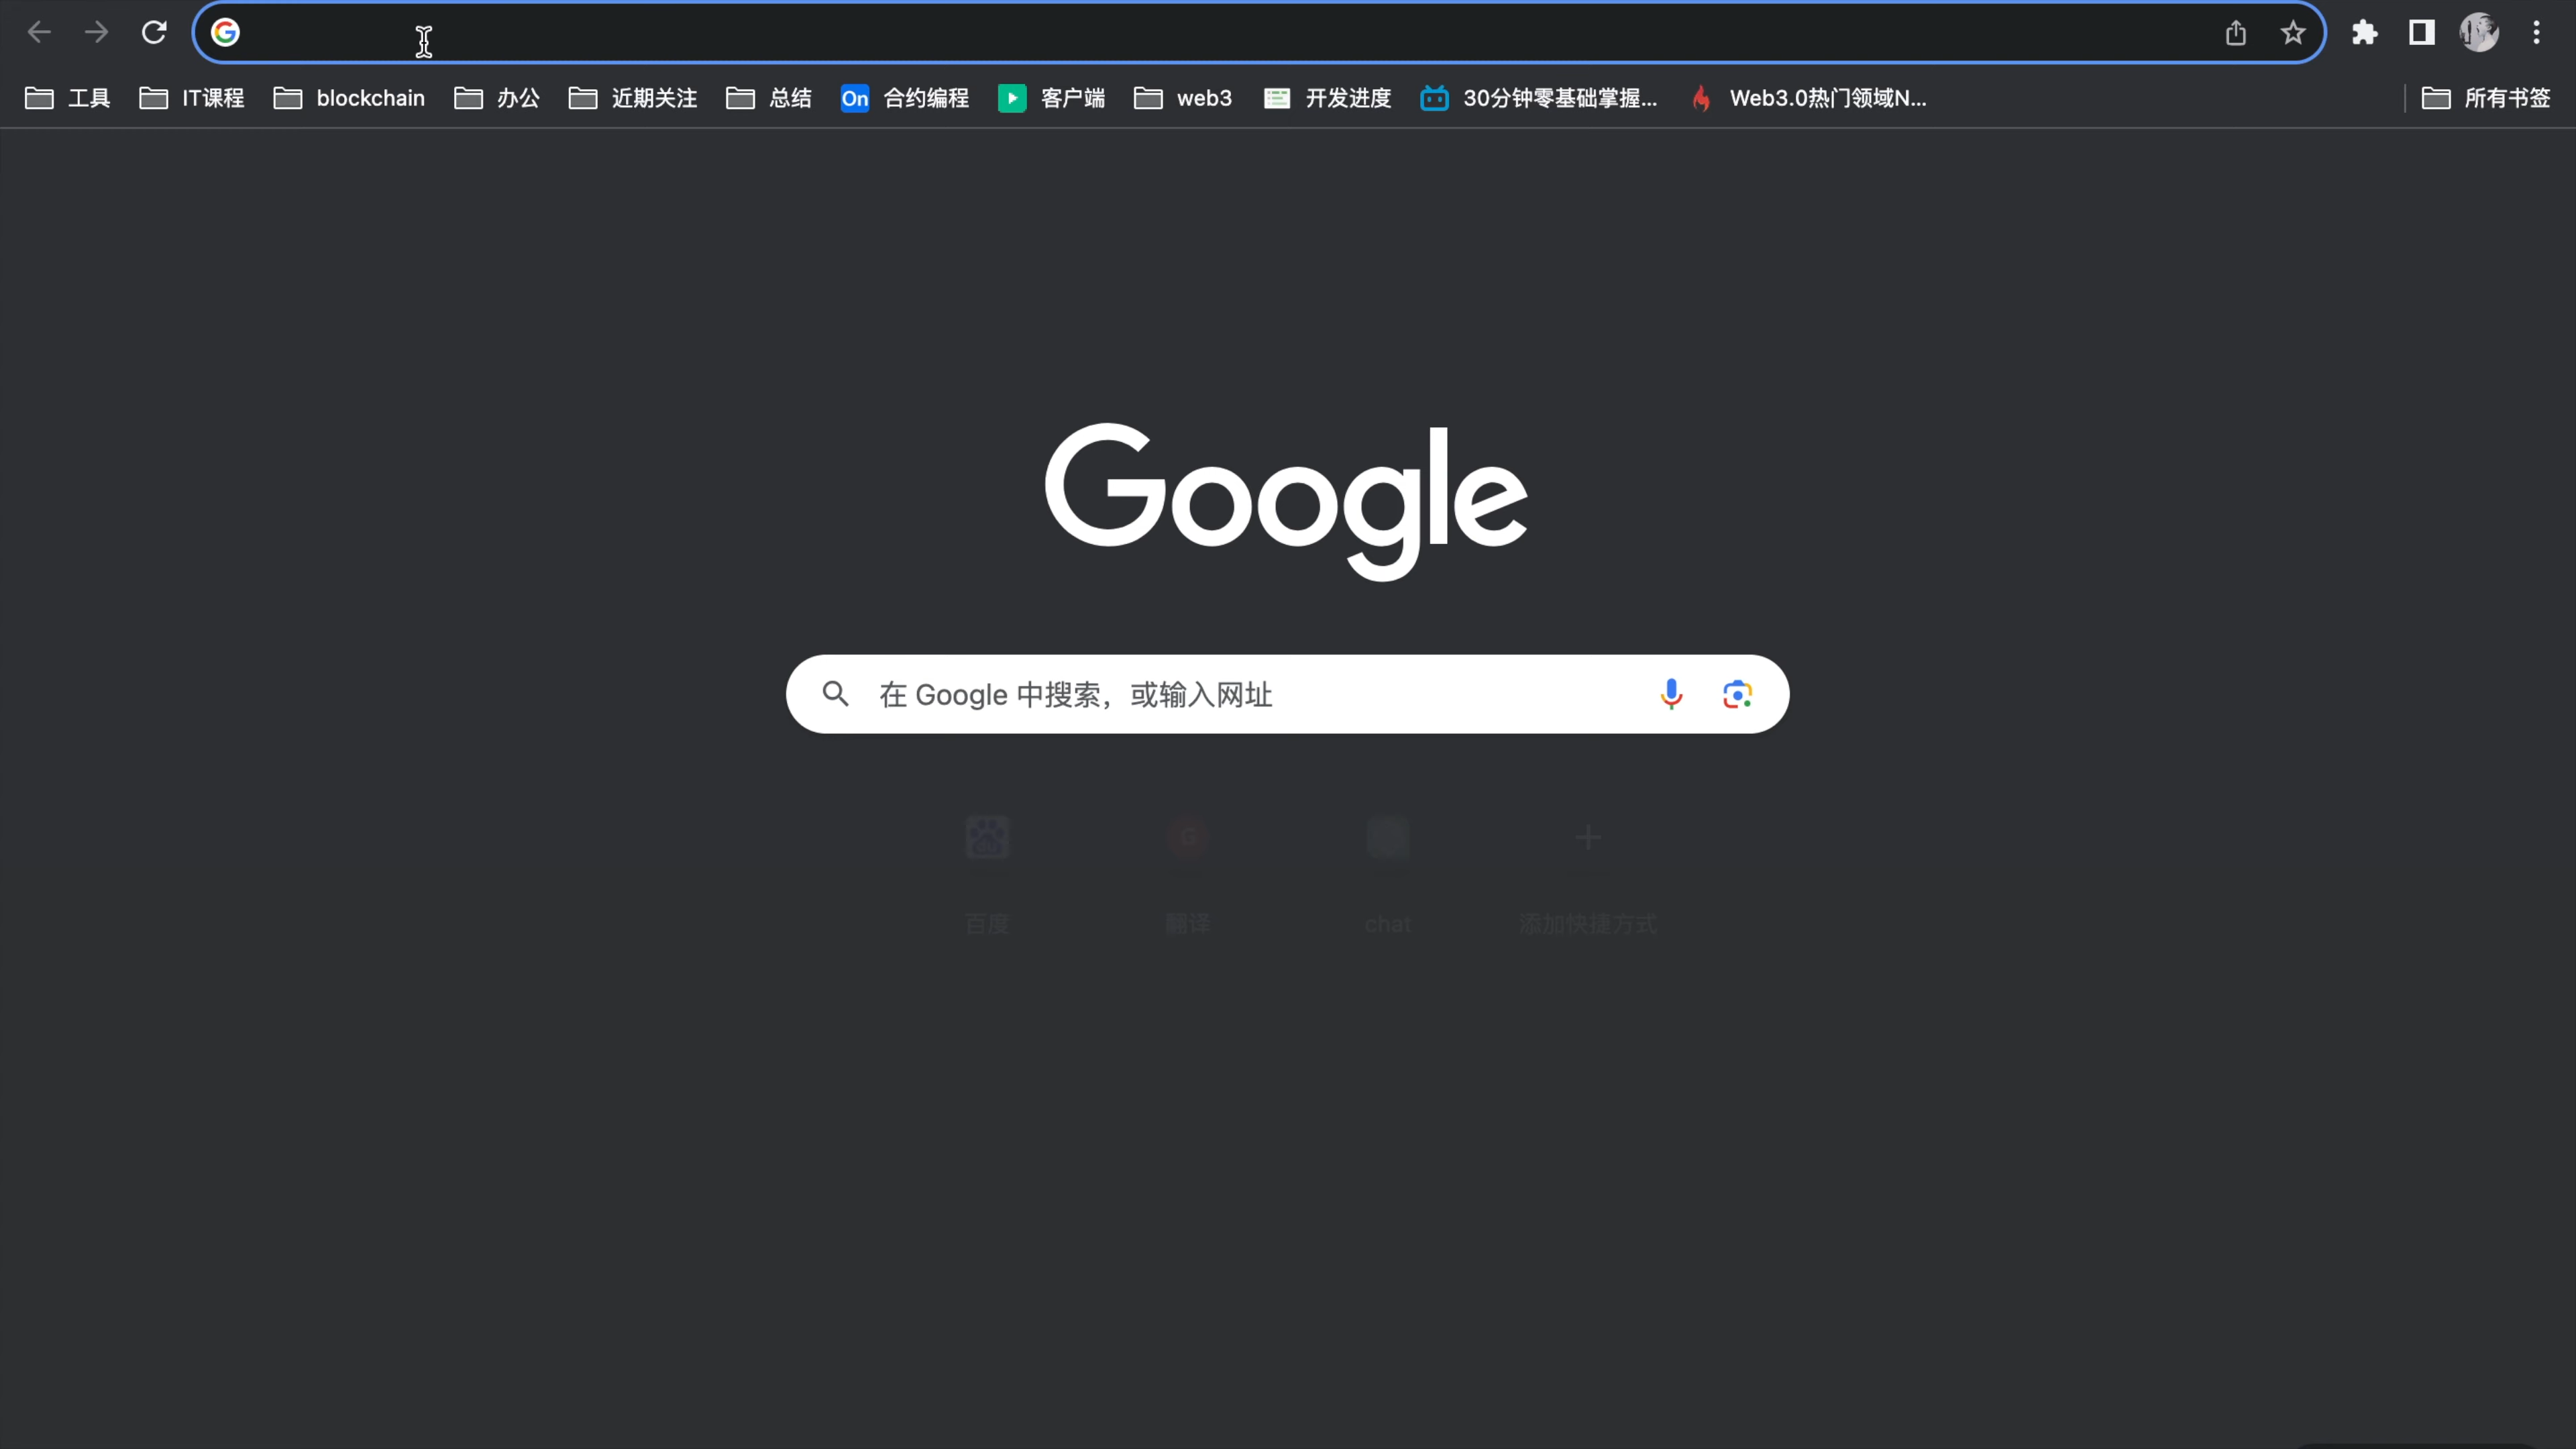 工具 IT课程 blockchain 办公 近期关注 总结 On 合约编程 客户端 web3 开发进度 30分钟零基础掌握... Web3.0热门领域N... 所有书签
Google
在 Google 中搜索，或输入网址
百度 翻译 chat 添加快捷方式